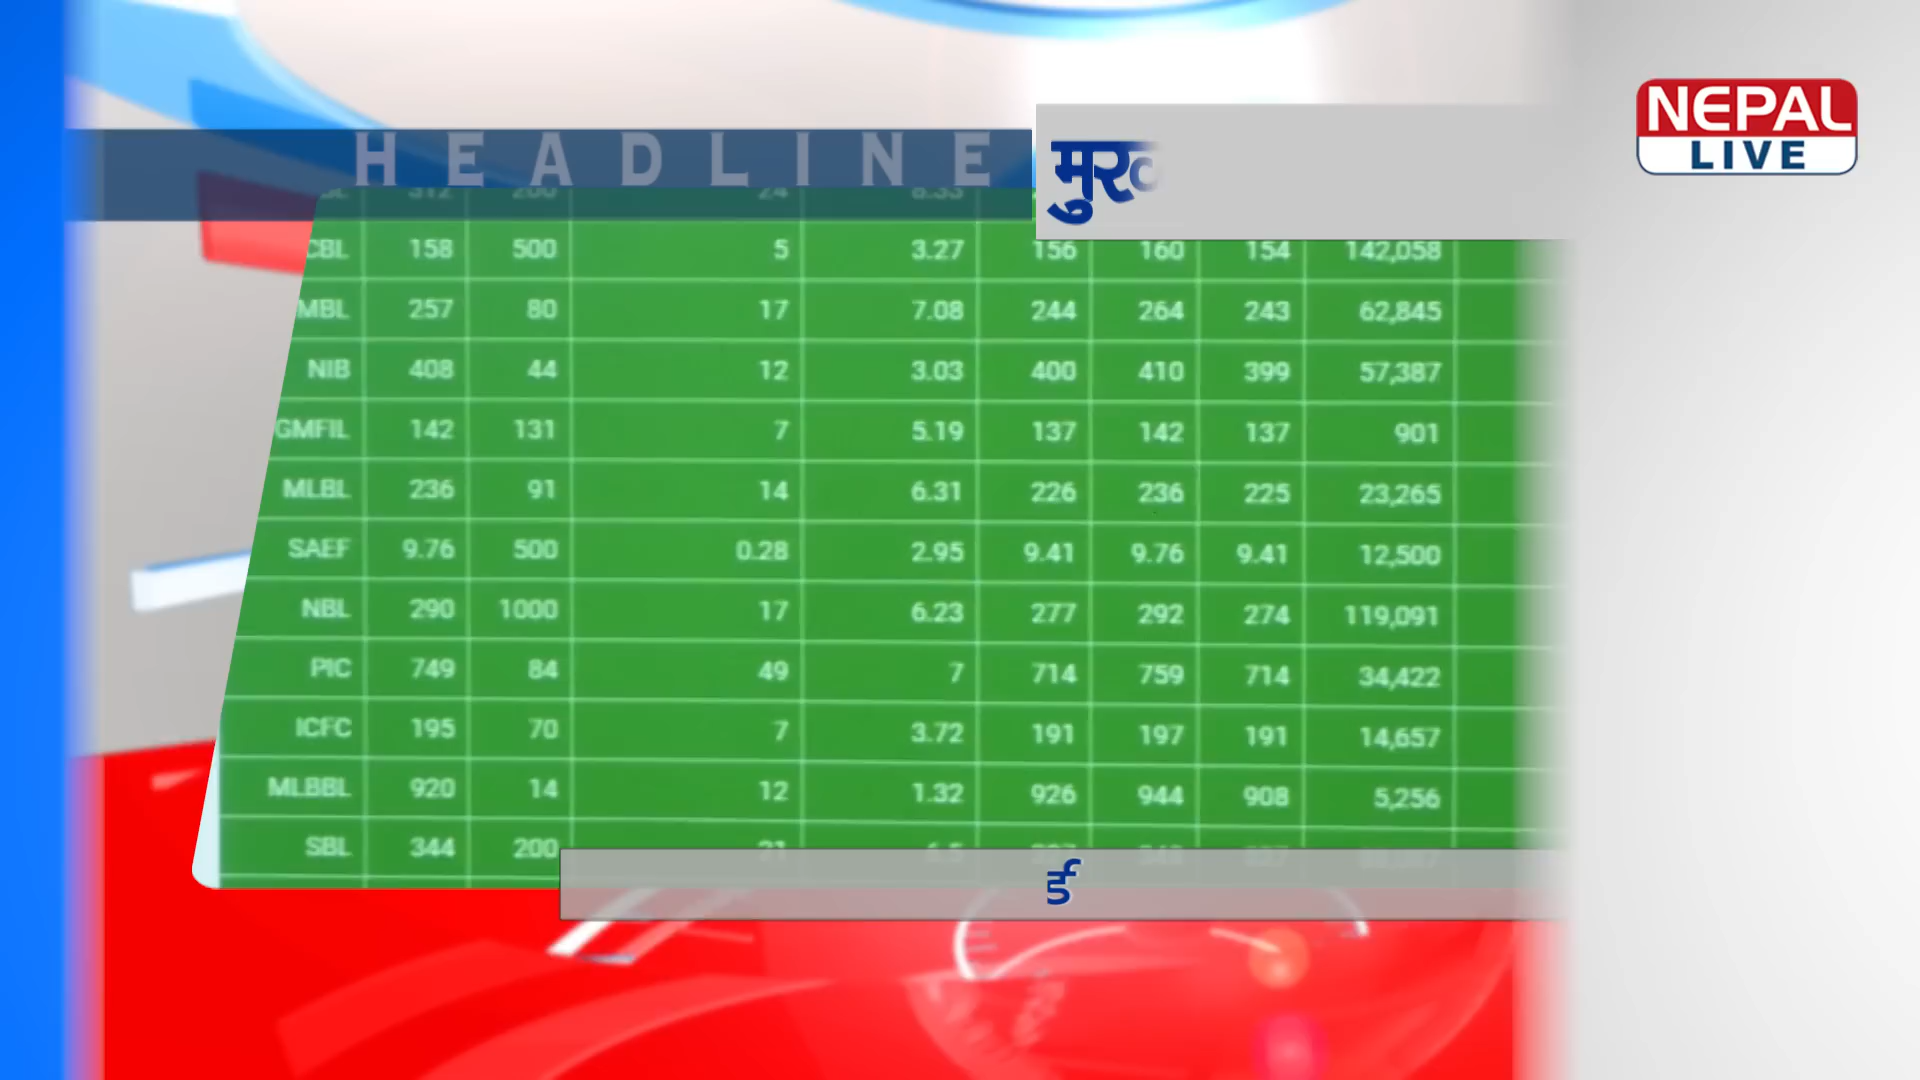 NEPAL
LIVE
HEADLINE
312 200 24 8.33
CBL 158 500 5 3.27 156 160 154 142,058
MBL 257 80 17 7.08 244 264 243 62,845
NIB 408 44 12 3.03 400 410 399 57,387
GMFIL 142 131 7 5.19 137 142 137 901
MLBL 236 91 14 6.31 226 236 225 23,265
SAEF 9.76 500 0.28 2.95 9.41 9.76 9.41 12,500
NBL 290 1000 17 6.23 277 292 274 119,091
PIC 749 84 49 7 714 759 714 34,422
ICFC 195 70 7 3.72 191 197 191 14,657
MLBBL 920 14 12 1.32 926 944 908 5,256
SBL 344 200